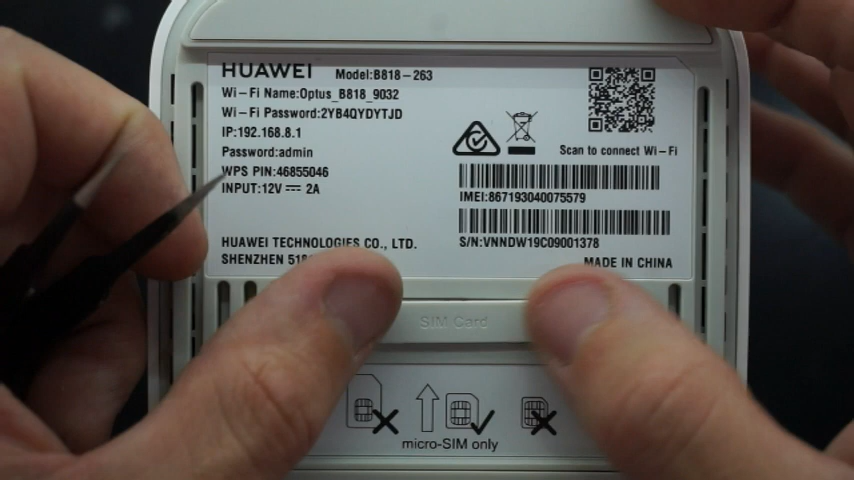 HUAWEI Model:B818-263
Wi-Fi Name:Optus_B818_9032
Wi-Fi Password:2YB4QYDYTJD
IP:192.168.8.1
Password:admin
WPS PIN:46855046
INPUT:12V ⎓ 2A
HUAWEI TECHNOLOGIES CO., LTD.
SHENZHEN
Scan to connect Wi-Fi
IMEI:867193040075579
S/N:VNNDW19C09001378
MADE IN CHINA
SIM Card
micro-SIM only